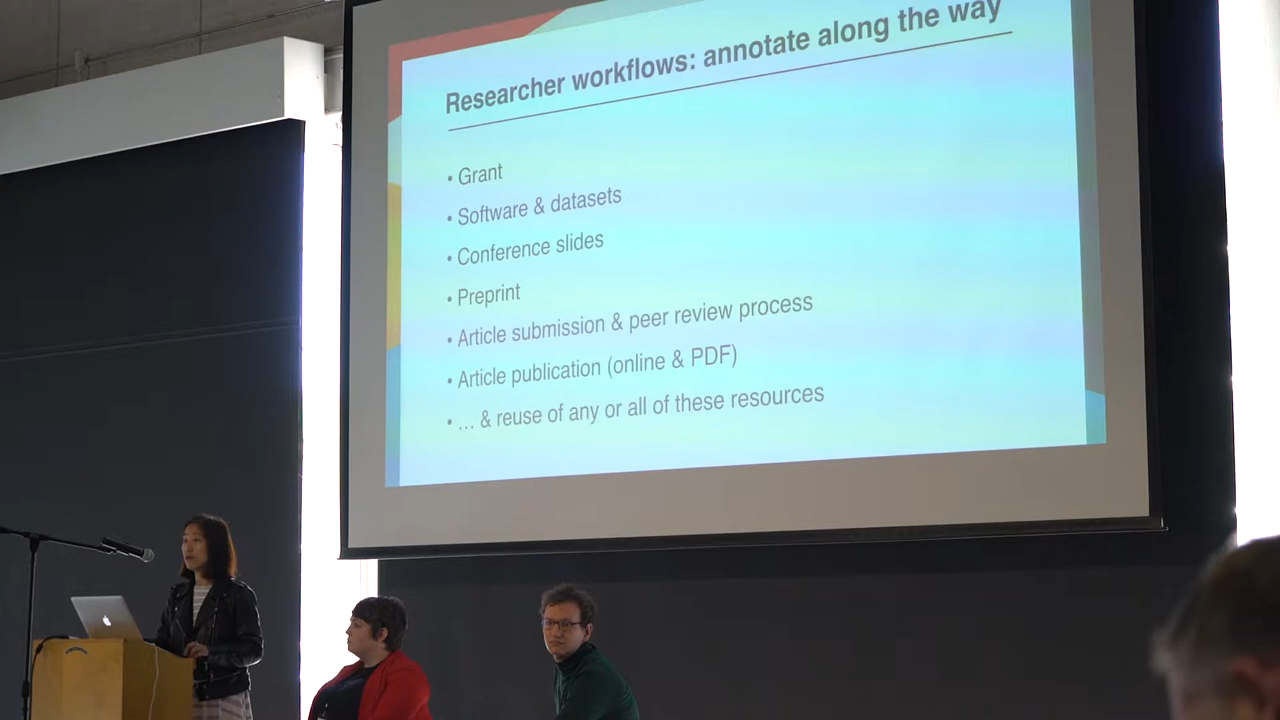 Researcher workflows: annotate along the way
• Grant
• Software & datasets
• Conference slides
• Preprint
• Article submission & peer review process
• Article publication (online & PDF)
• … & reuse of any or all of these resources